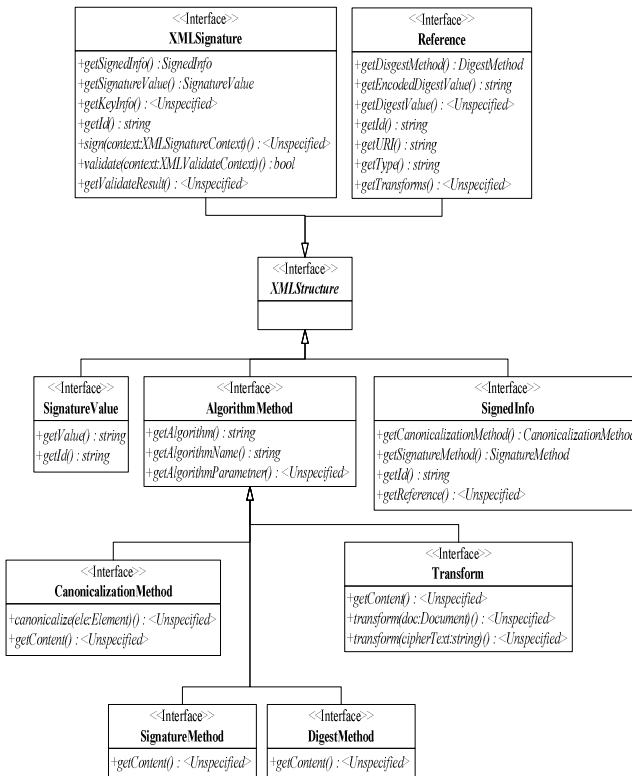 <<Interface>>
XMLSignature
+getSignedInfo() : SignedInfo
+getSignatureValue() : SignatureValue
+getKeyInfo() : <Unspecified>
+getId() : string
+sign(context:XMLSignatureContext)() : <Unspecified>
+validate(context:XMLValidateContext)() : bool
+getValidateResult() : <Unspecified>
<<Interface>>
Reference
+getDisgestMethod() : DigestMethod
+getEncodedDigestValue() : string
+getDigestValue() : <Unspecified>
+getId() : string
+getURI() : string
+getType() : string
+getTransforms() : <Unspecified>
<<Interface>>
XMLStructure
<<Interface>>
SignatureValue
+getValue() : string
+getId() : string
<<Interface>>
AlgorithmMethod
+getAlgorithm() : string
+getAlgorithmName() : string
+getAlgorithmParametner() : <Unspecified>
<<Interface>>
SignedInfo
+getCanonicalizationMethod() : CanonicalizationMethod
+getSignatureMethod() : SignatureMethod
+getId() : string
+getReference() : <Unspecified>
<<Interface>>
CanonicalizationMethod
+canonicalize(ele:Element)() : <Unspecified>
+getContent() : <Unspecified>
<<Interface>>
Transform
+getContent() : <Unspecified>
+transform(doc:Document)() : <Unspecified>
+transform(cipherText:string)() : <Unspecified>
<<Interface>>
SignatureMethod
+getContent() : <Unspecified>
<<Interface>>
DigestMethod
+getContent() : <Unspecified>